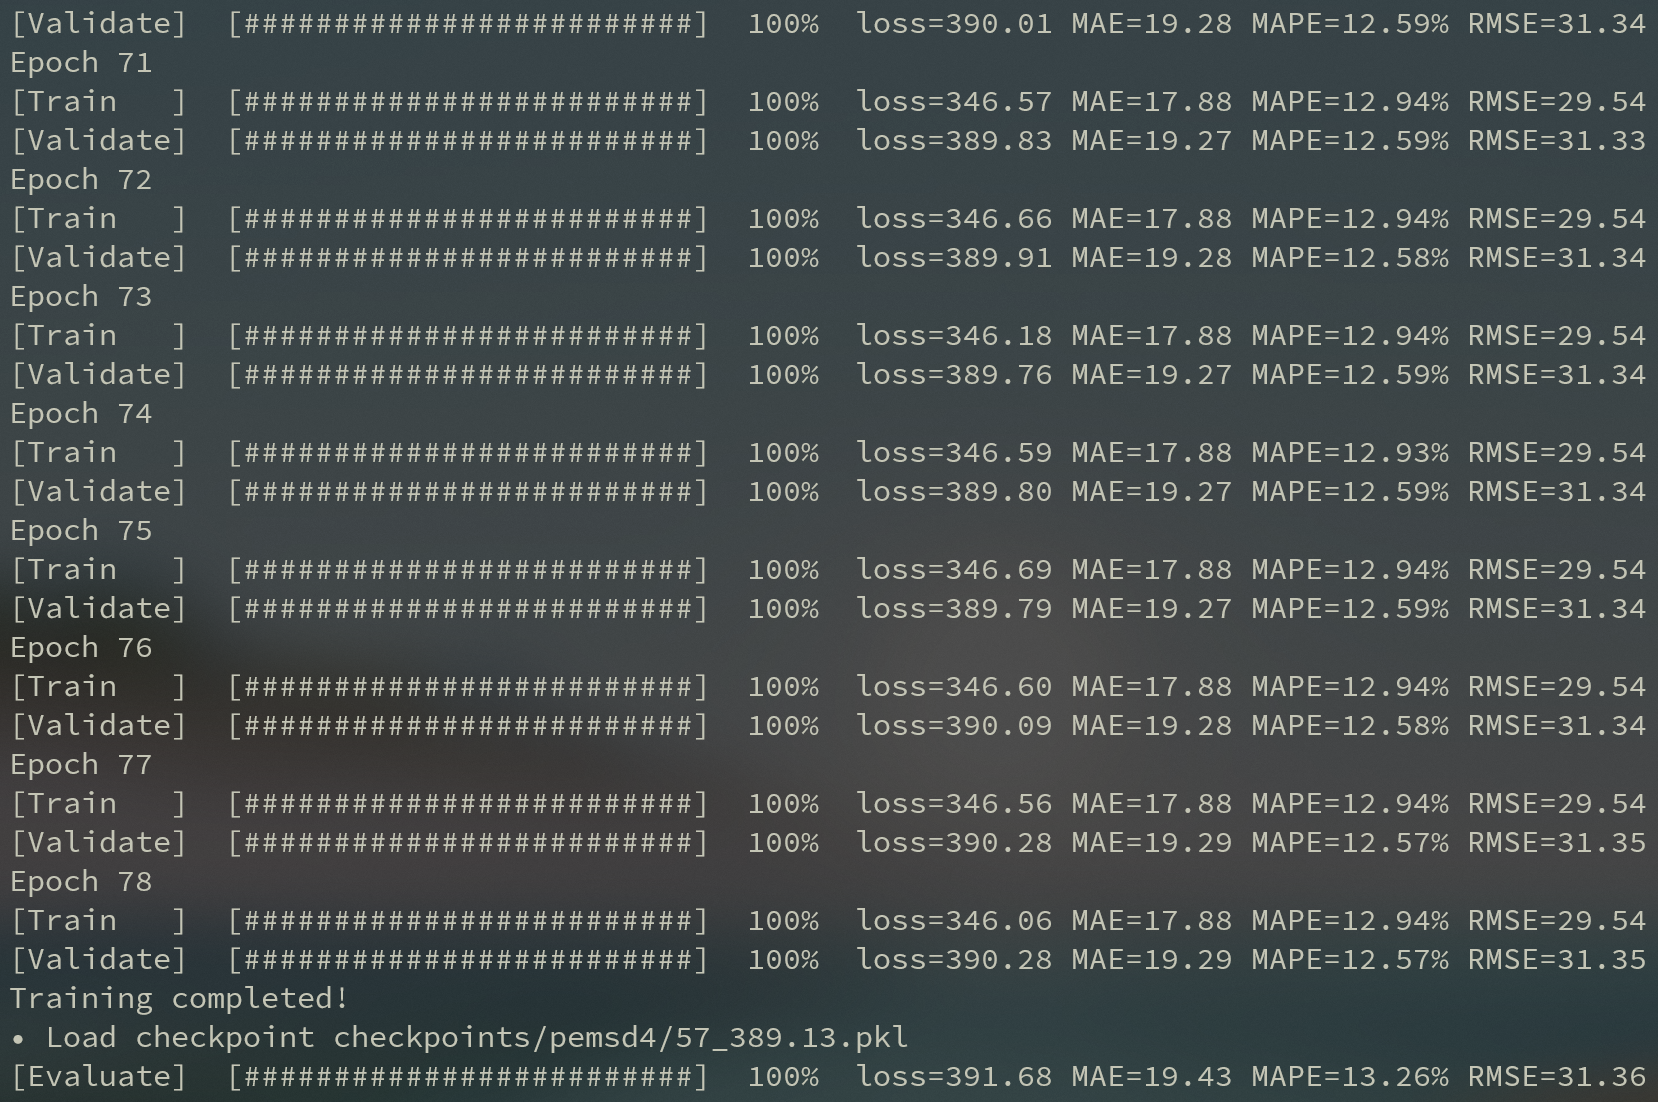 [Validate]  [#########################]  100%  loss=390.01 MAE=19.28 MAPE=12.59% RMSE=31.34
Epoch 71
[Train   ]  [#########################]  100%  loss=346.57 MAE=17.88 MAPE=12.94% RMSE=29.54
[Validate]  [#########################]  100%  loss=389.83 MAE=19.27 MAPE=12.59% RMSE=31.33
Epoch 72
[Train   ]  [#########################]  100%  loss=346.66 MAE=17.88 MAPE=12.94% RMSE=29.54
[Validate]  [#########################]  100%  loss=389.91 MAE=19.28 MAPE=12.58% RMSE=31.34
Epoch 73
[Train   ]  [#########################]  100%  loss=346.18 MAE=17.88 MAPE=12.94% RMSE=29.54
[Validate]  [#########################]  100%  loss=389.76 MAE=19.27 MAPE=12.59% RMSE=31.34
Epoch 74
[Train   ]  [#########################]  100%  loss=346.59 MAE=17.88 MAPE=12.93% RMSE=29.54
[Validate]  [#########################]  100%  loss=389.80 MAE=19.27 MAPE=12.59% RMSE=31.34
Epoch 75
[Train   ]  [#########################]  100%  loss=346.69 MAE=17.88 MAPE=12.94% RMSE=29.54
[Validate]  [#########################]  100%  loss=389.79 MAE=19.27 MAPE=12.59% RMSE=31.34
Epoch 76
[Train   ]  [#########################]  100%  loss=346.60 MAE=17.88 MAPE=12.94% RMSE=29.54
[Validate]  [#########################]  100%  loss=390.09 MAE=19.28 MAPE=12.58% RMSE=31.34
Epoch 77
[Train   ]  [#########################]  100%  loss=346.56 MAE=17.88 MAPE=12.94% RMSE=29.54
[Validate]  [#########################]  100%  loss=390.28 MAE=19.29 MAPE=12.57% RMSE=31.35
Epoch 78
[Train   ]  [#########################]  100%  loss=346.06 MAE=17.88 MAPE=12.94% RMSE=29.54
[Validate]  [#########################]  100%  loss=390.28 MAE=19.29 MAPE=12.57% RMSE=31.35
Training completed!
• Load checkpoint checkpoints/pemsd4/57_389.13.pkl
[Evaluate]  [#########################]  100%  loss=391.68 MAE=19.43 MAPE=13.26% RMSE=31.36